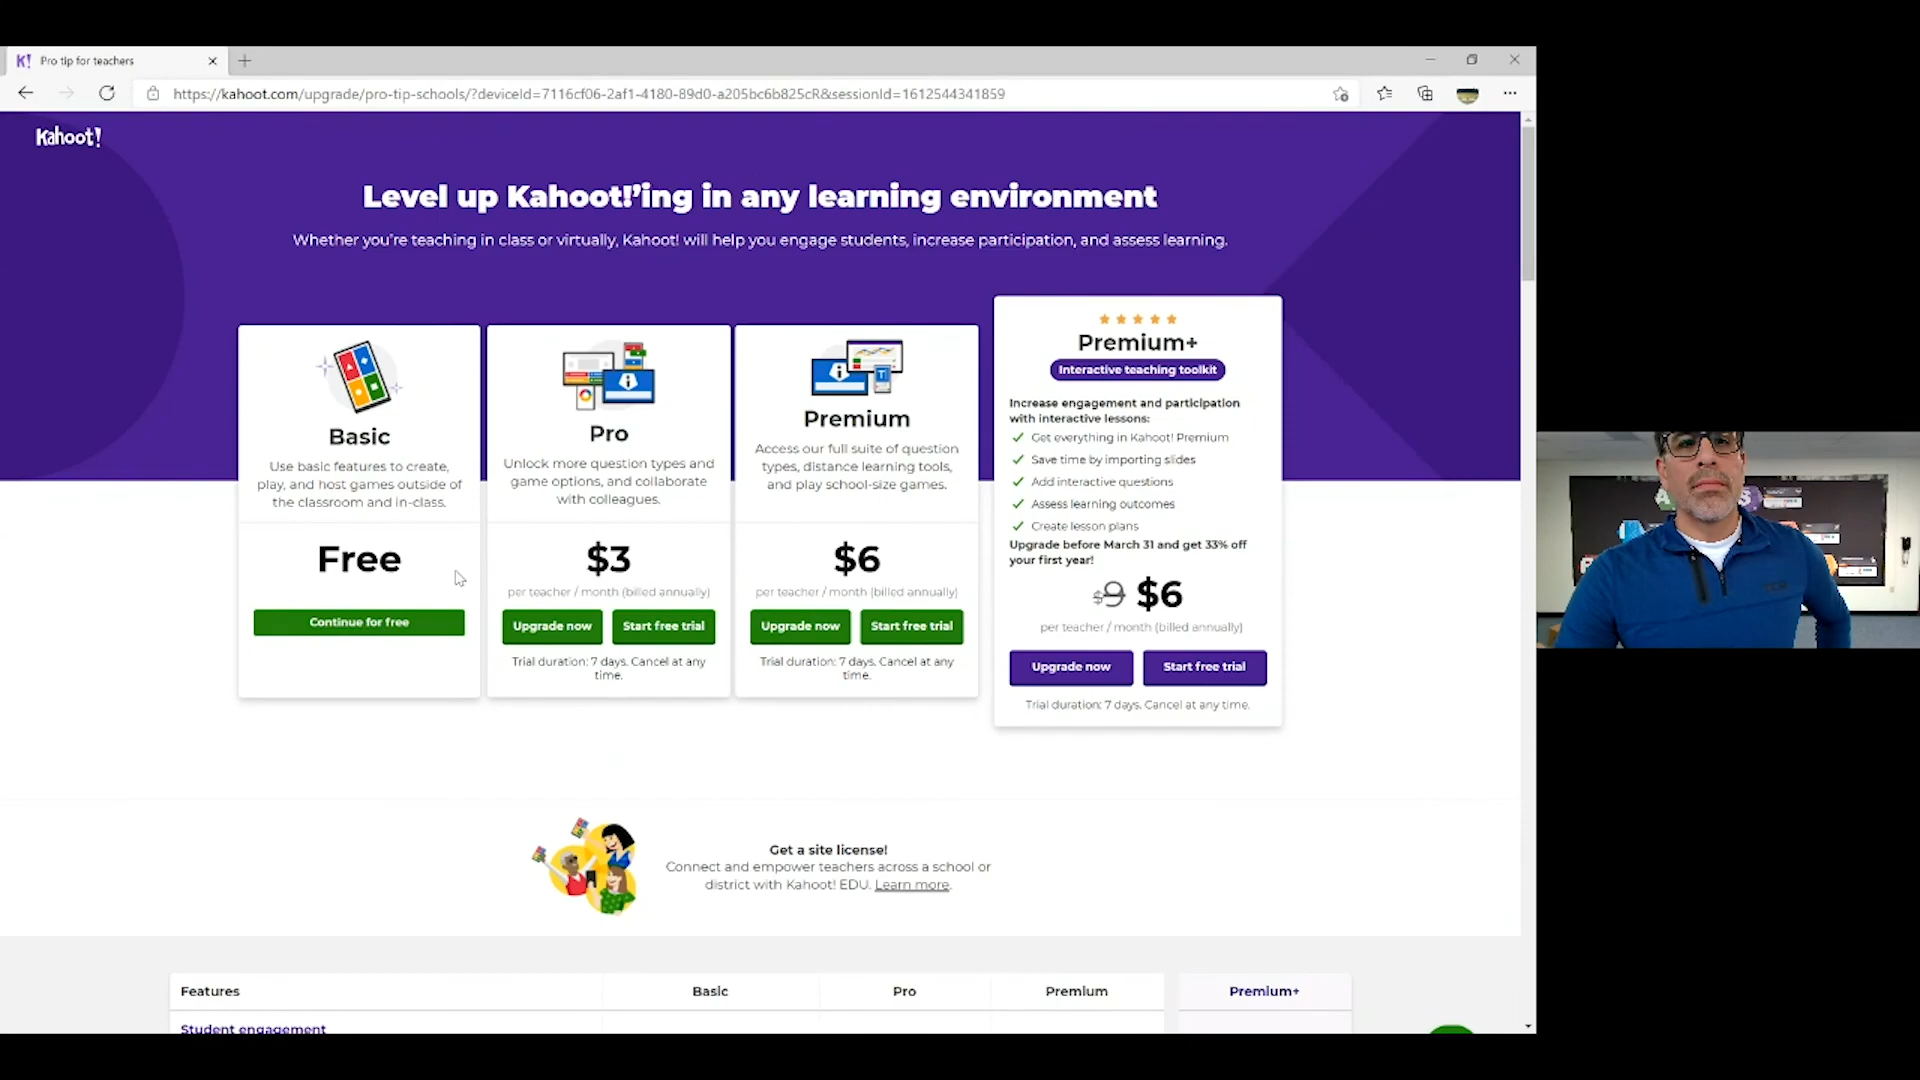 K! Pro tip for teachers
https://kahoot.com/upgrade/pro-tip-schools/?deviceId=7116cf06-2af1-4180-89d0-a205bc6b825cR&sessionId=1612544341859
Kahoot!
Level up Kahoot!'ing in any learning environment
Whether you're teaching in class or virtually, Kahoot! will help you engage students, increase participation, and assess learning.
Basic
Use basic features to create,
play, and host games outside of
the classroom and in-class.
Free
Continue for free
Pro
Unlock more question types and
game options, and collaborate
with colleagues.
$3
per teacher / month (billed annually)
Upgrade now
Start free trial
Trial duration: 7 days. Cancel at any
time.
Premium
Access our full suite of question
types, distance learning tools,
and play school-size games.
$6
per teacher / month (billed annually)
Upgrade now
Start free trial
Trial duration: 7 days. Cancel at any
time.
Premium+
Interactive teaching toolkit
Increase engagement and participation
with interactive lessons:
Get everything in Kahoot! Premium
Save time by importing slides
Add interactive questions
Assess learning outcomes
Create lesson plans
Upgrade before March 31 and get 33% off
your first year!
$9 $6
per teacher / month (billed annually)
Upgrade now
Start free trial
Trial duration: 7 days. Cancel at any time.
Get a site license!
Connect and empower teachers across a school or
district with Kahoot! EDU. Learn more.
Features Basic Pro Premium Premium+
Student engagement